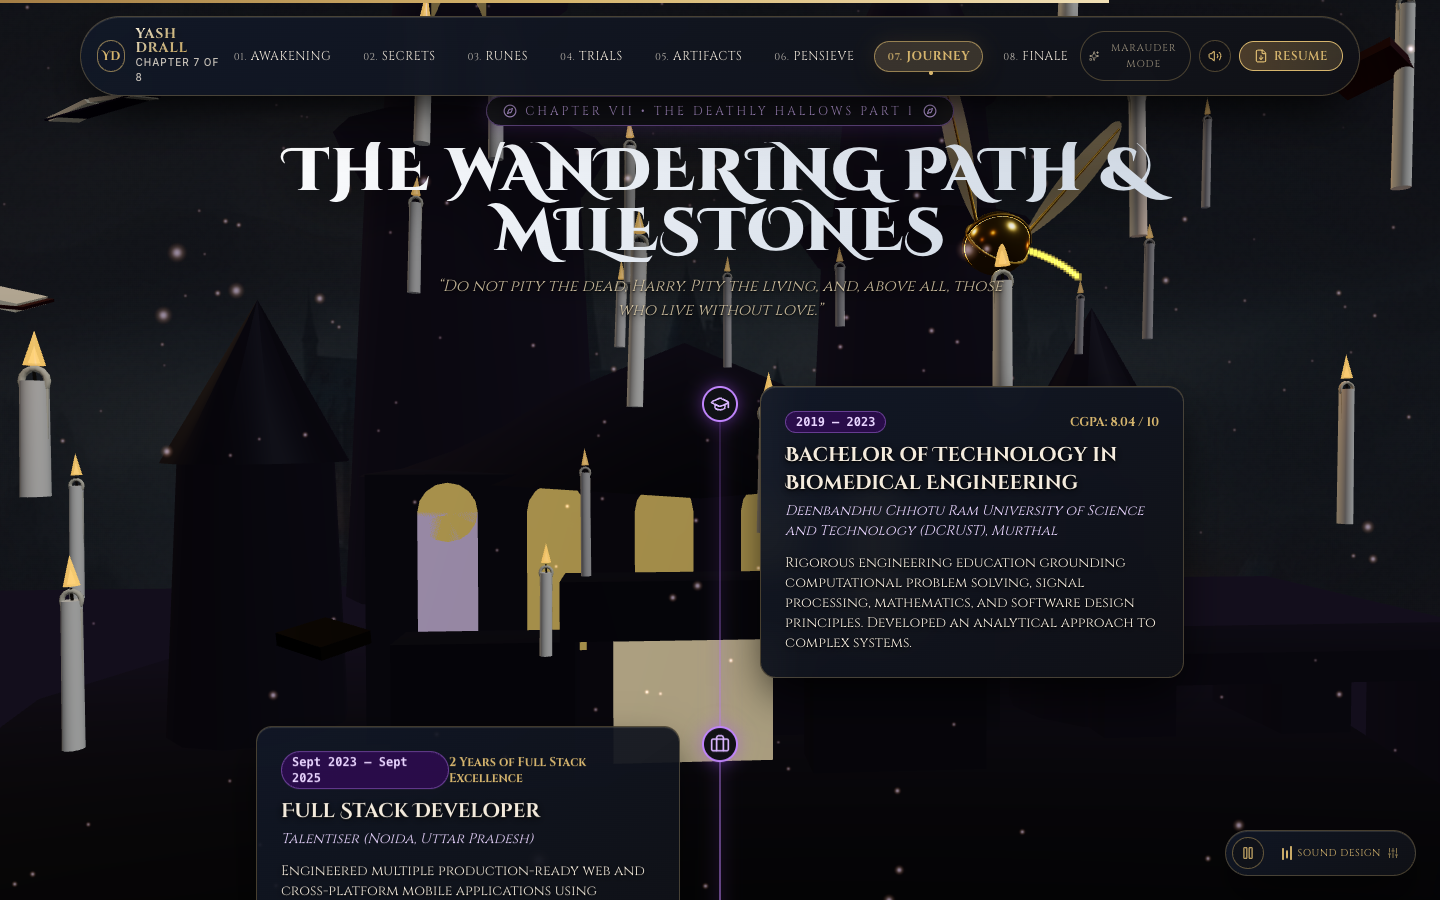 YD
YASH
DRALL
CHAPTER 7 OF
8
01. AWAKENING
02. SECRETS
03. RUNES
04. TRIALS
05. ARTIFACTS
06. PENSIEVE
07. JOURNEY
08. FINALE
MARAUDER
MODE
RESUME
CHAPTER VII • THE DEATHLY HALLOWS PART I
THE WANDERING PATH &
MILESTONES
“Do not pity the dead, Harry. Pity the living, and, above all, those
who live without love.”
2019 – 2023
CGPA: 8.04 / 10
Bachelor of Technology in
Biomedical Engineering
Deenbandhu Chhotu Ram University of Science
and Technology (DCRUST), Murthal
Rigorous engineering education grounding
computational problem solving, signal
processing, mathematics, and software design
principles. Developed an analytical approach to
complex systems.
Sept 2023 – Sept
2025
2 Years of Full Stack
Excellence
Full Stack Developer
Talentiser (Noida, Uttar Pradesh)
Engineered multiple production-ready web and
cross-platform mobile applications using
SOUND DESIGN